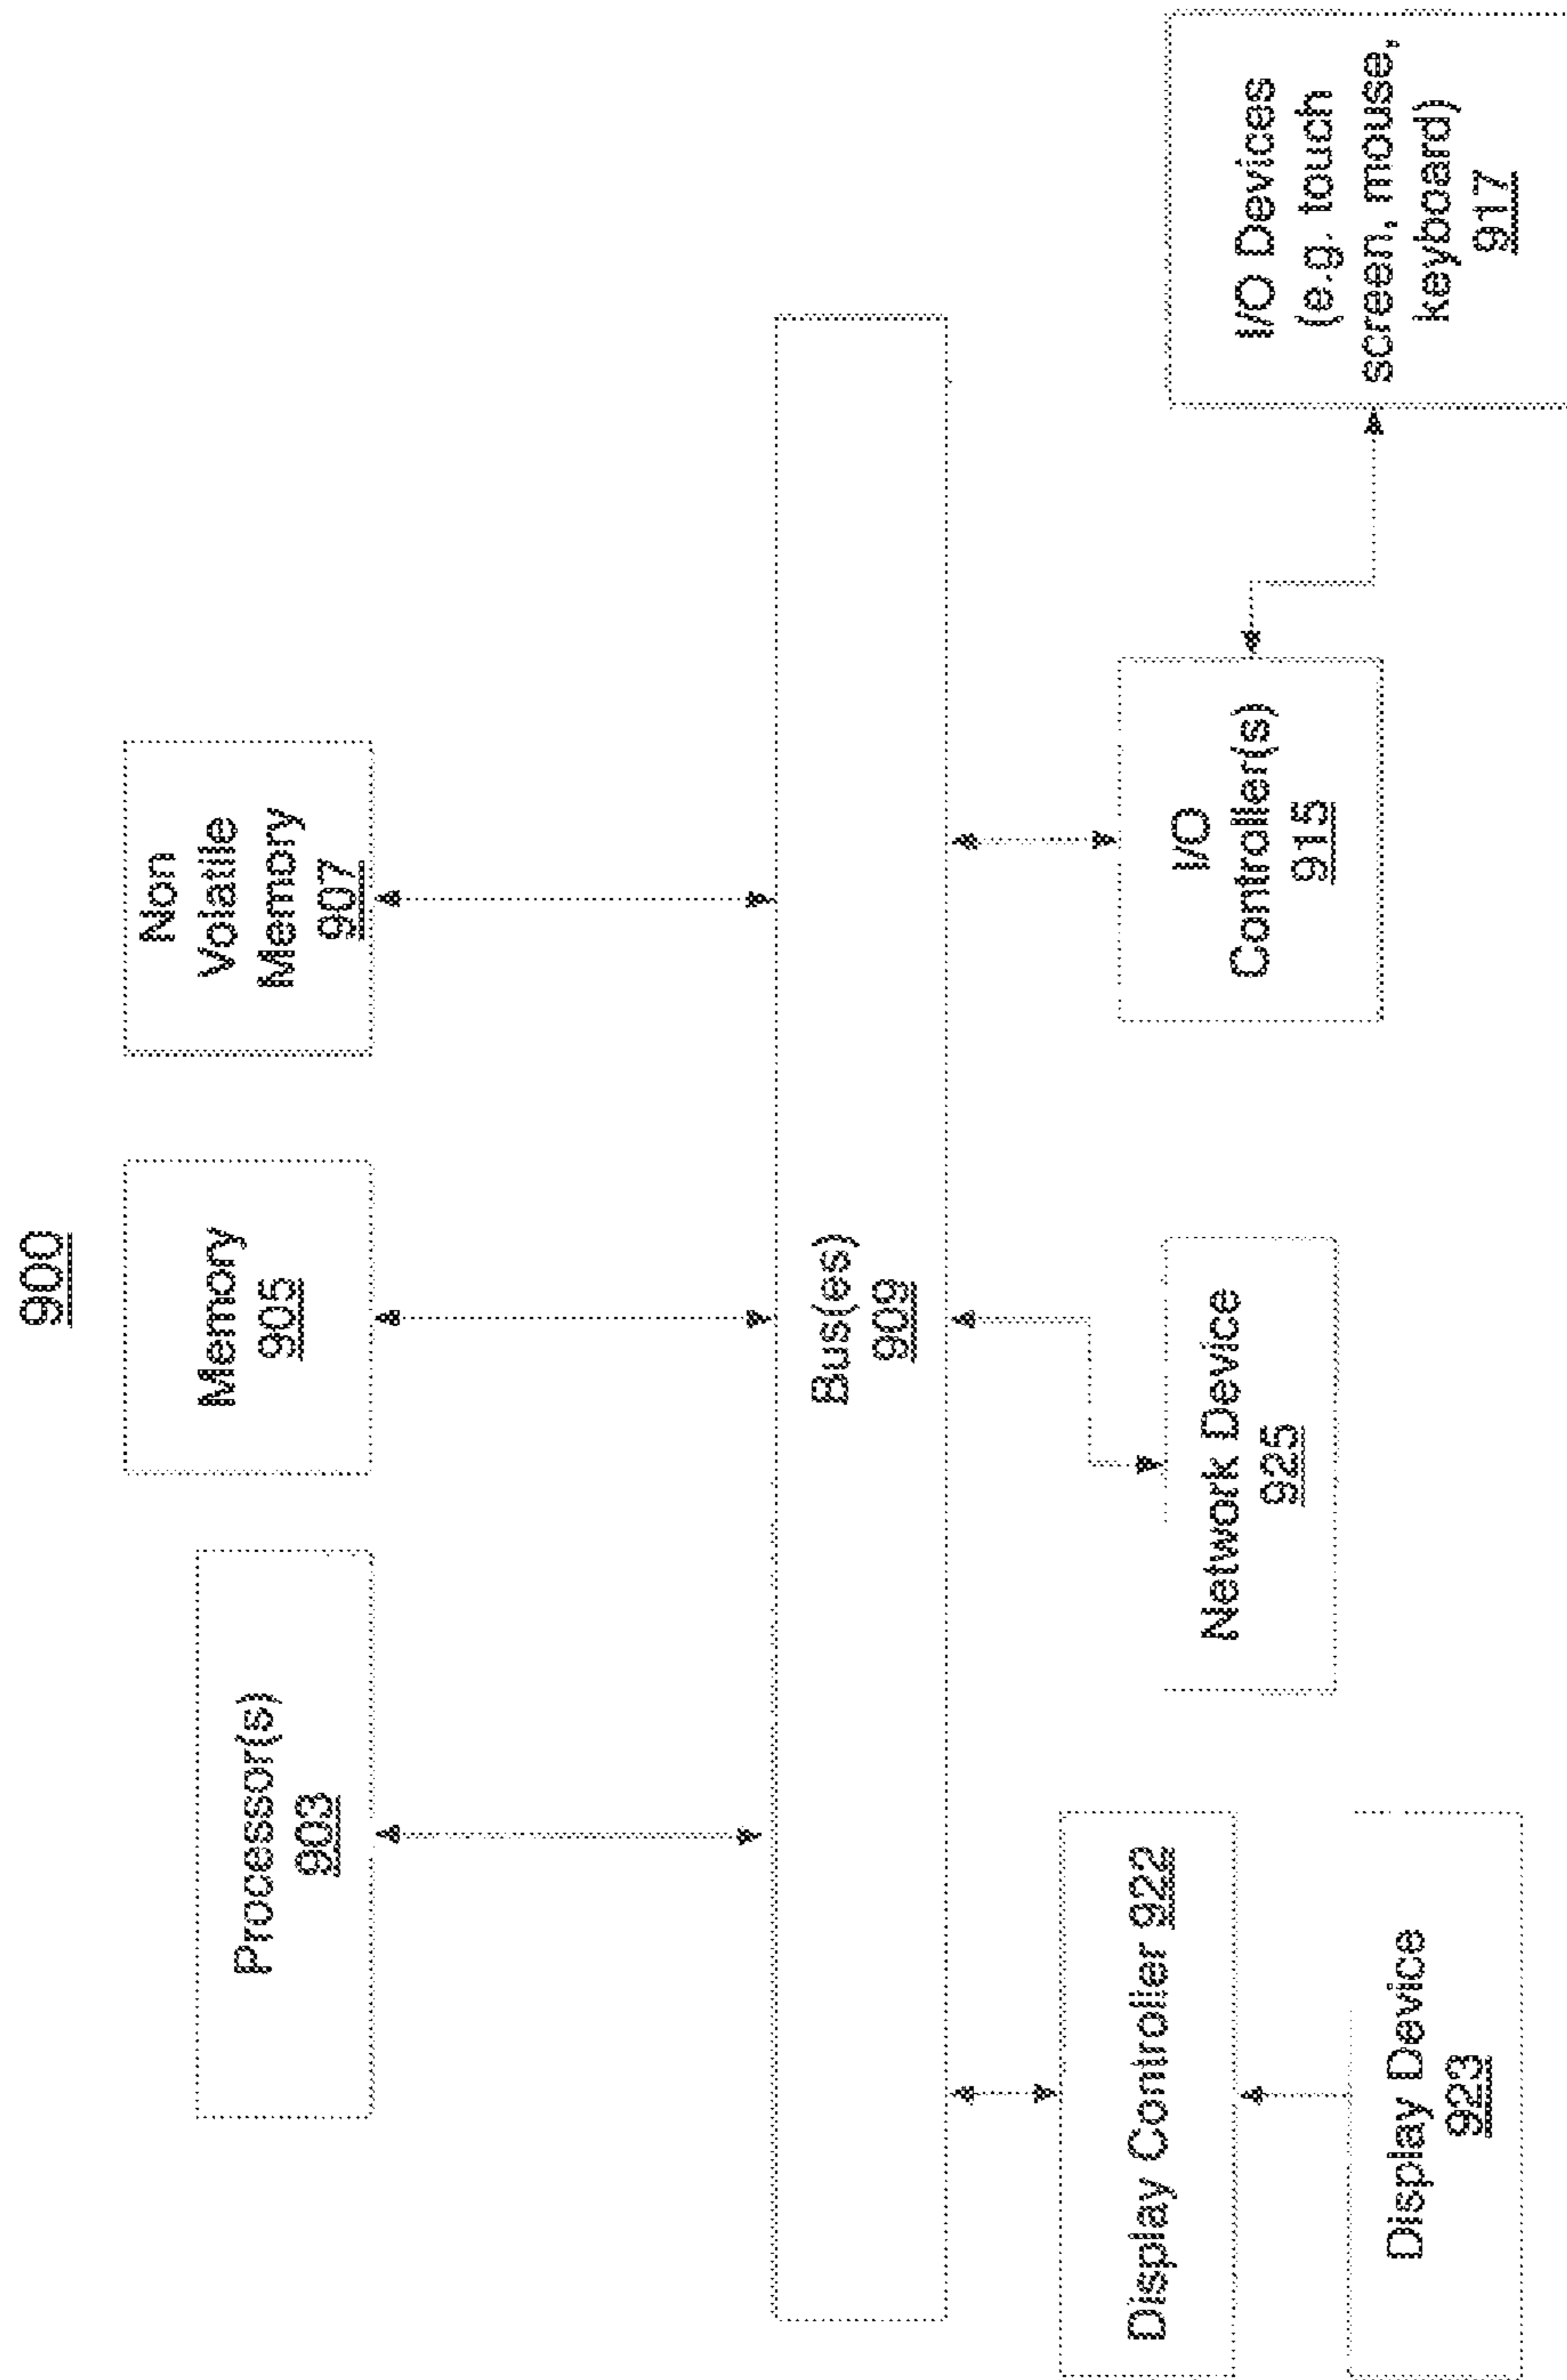 900
Processor(s)
903
Memory
905
Non
Volatile
Memory
907
Bus(es)
909
Display Controller 922
Display Device
923
Network Device
925
I/O
Controller(s)
915
I/O Devices
(e.g. touch
screen, mouse,
keyboard)
917